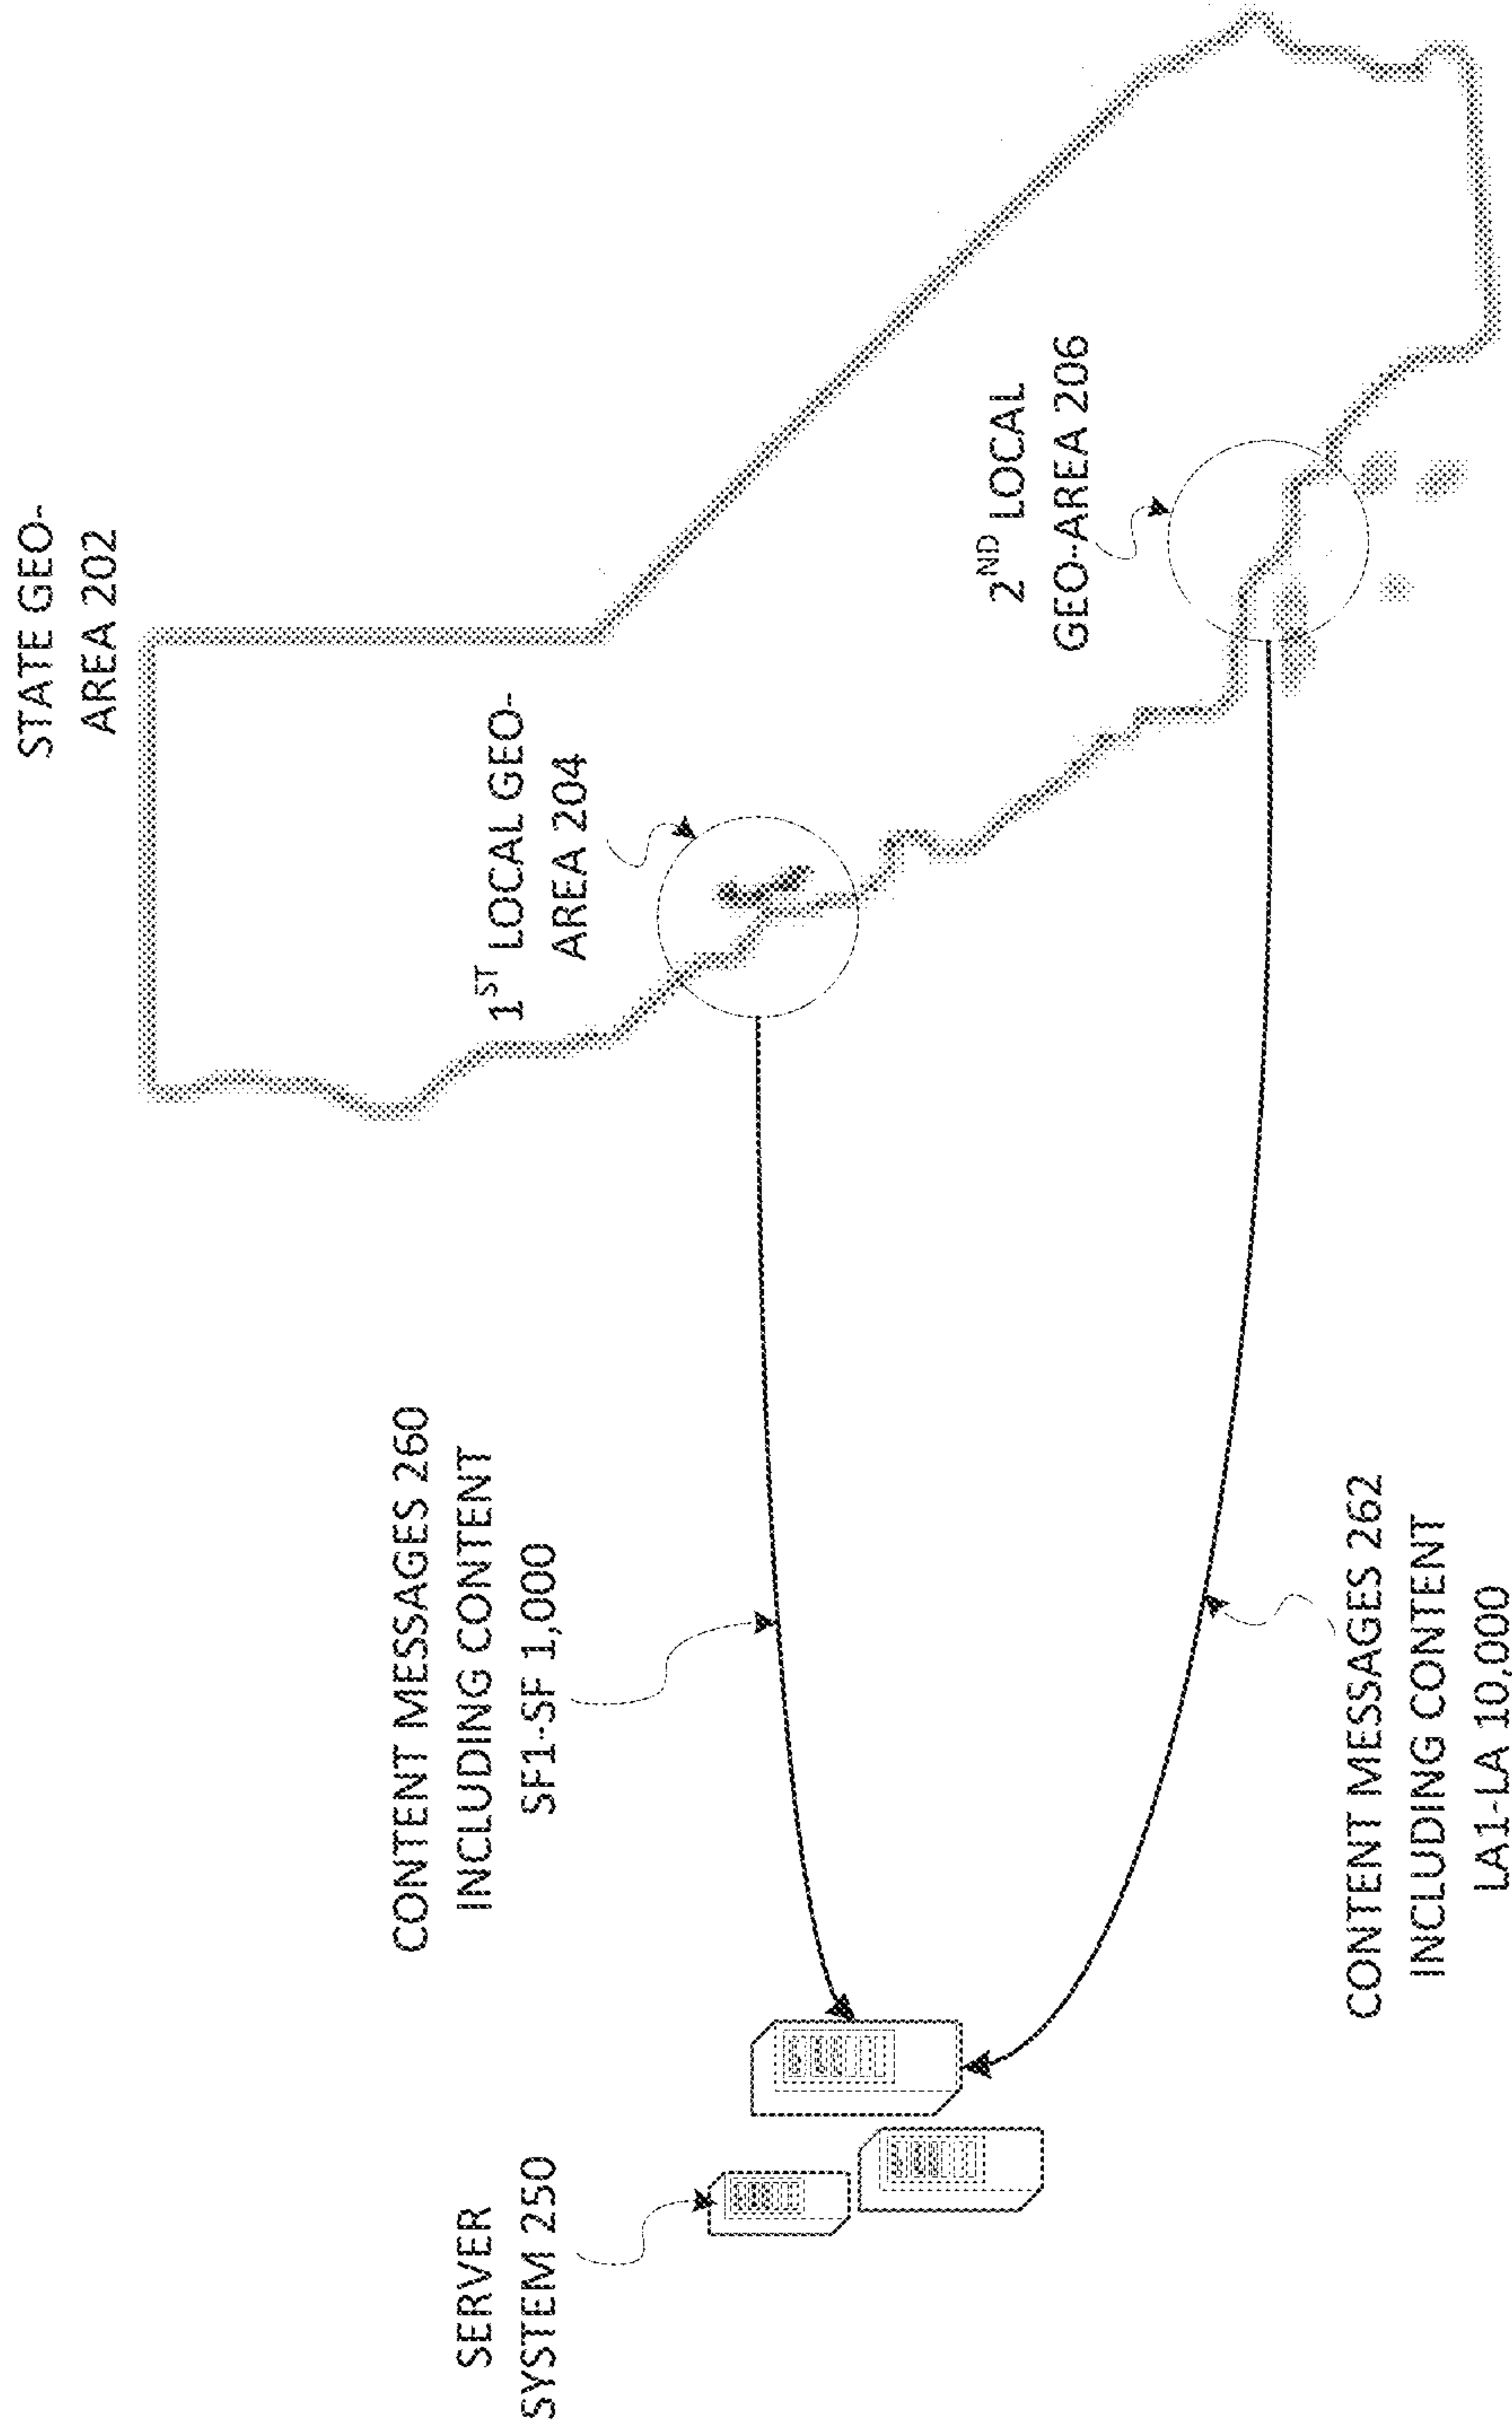 STATE GEO-
AREA 202
1ST LOCAL GEO-
AREA 204
2ND LOCAL
GEO-AREA 206
CONTENT MESSAGES 260
INCLUDING CONTENT
SF1-SF 1,000
SERVER
SYSTEM 250
CONTENT MESSAGES 262
INCLUDING CONTENT
LA1-LA 10,000